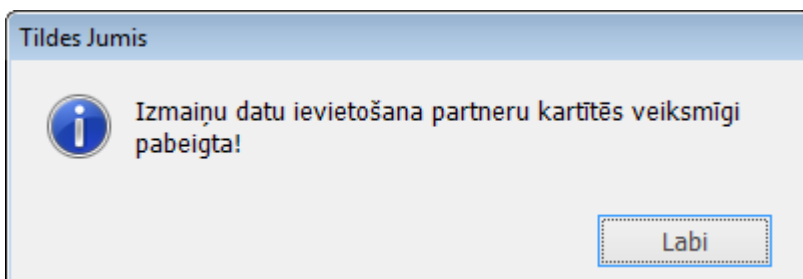 Tildes Jumis
Izmaiņu datu ievietošana partneru kartītēs veiksmīgi
pabeigta!
Labi